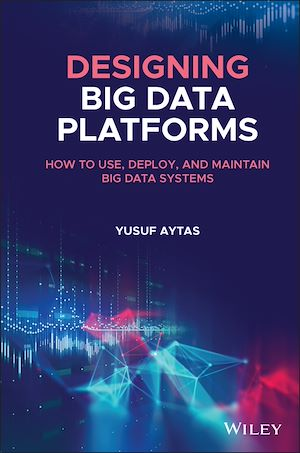 DESIGNING
BIG DATA
PLATFORMS
HOW TO USE, DEPLOY, AND MAINTAIN
BIG DATA SYSTEMS
YUSUF AYTAS
WILEY